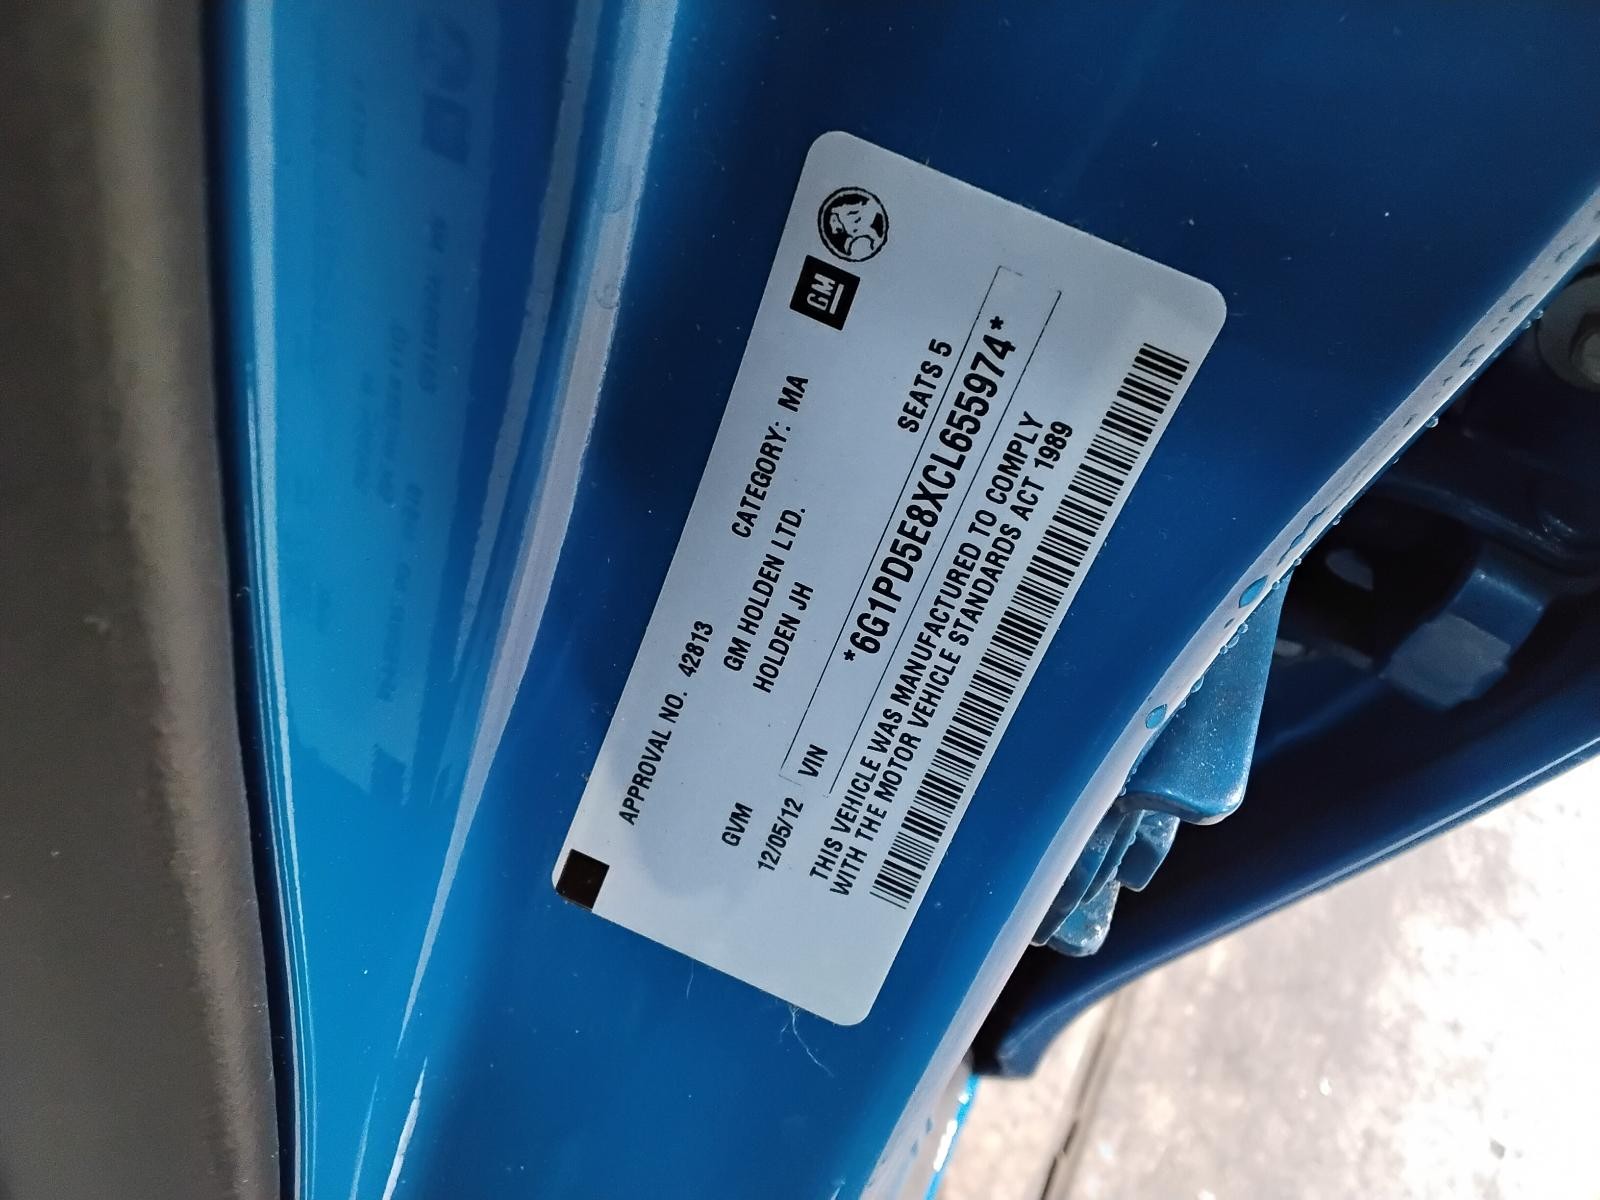 APPROVAL NO. 42813 CATEGORY: MA GM
GM HOLDEN LTD.
GVM HOLDEN JH
12/05/12 SEATS 5
VIN *6G1PD5E8XCL655974*
THIS VEHICLE WAS MANUFACTURED TO COMPLY
WITH THE MOTOR VEHICLE STANDARDS ACT 1989